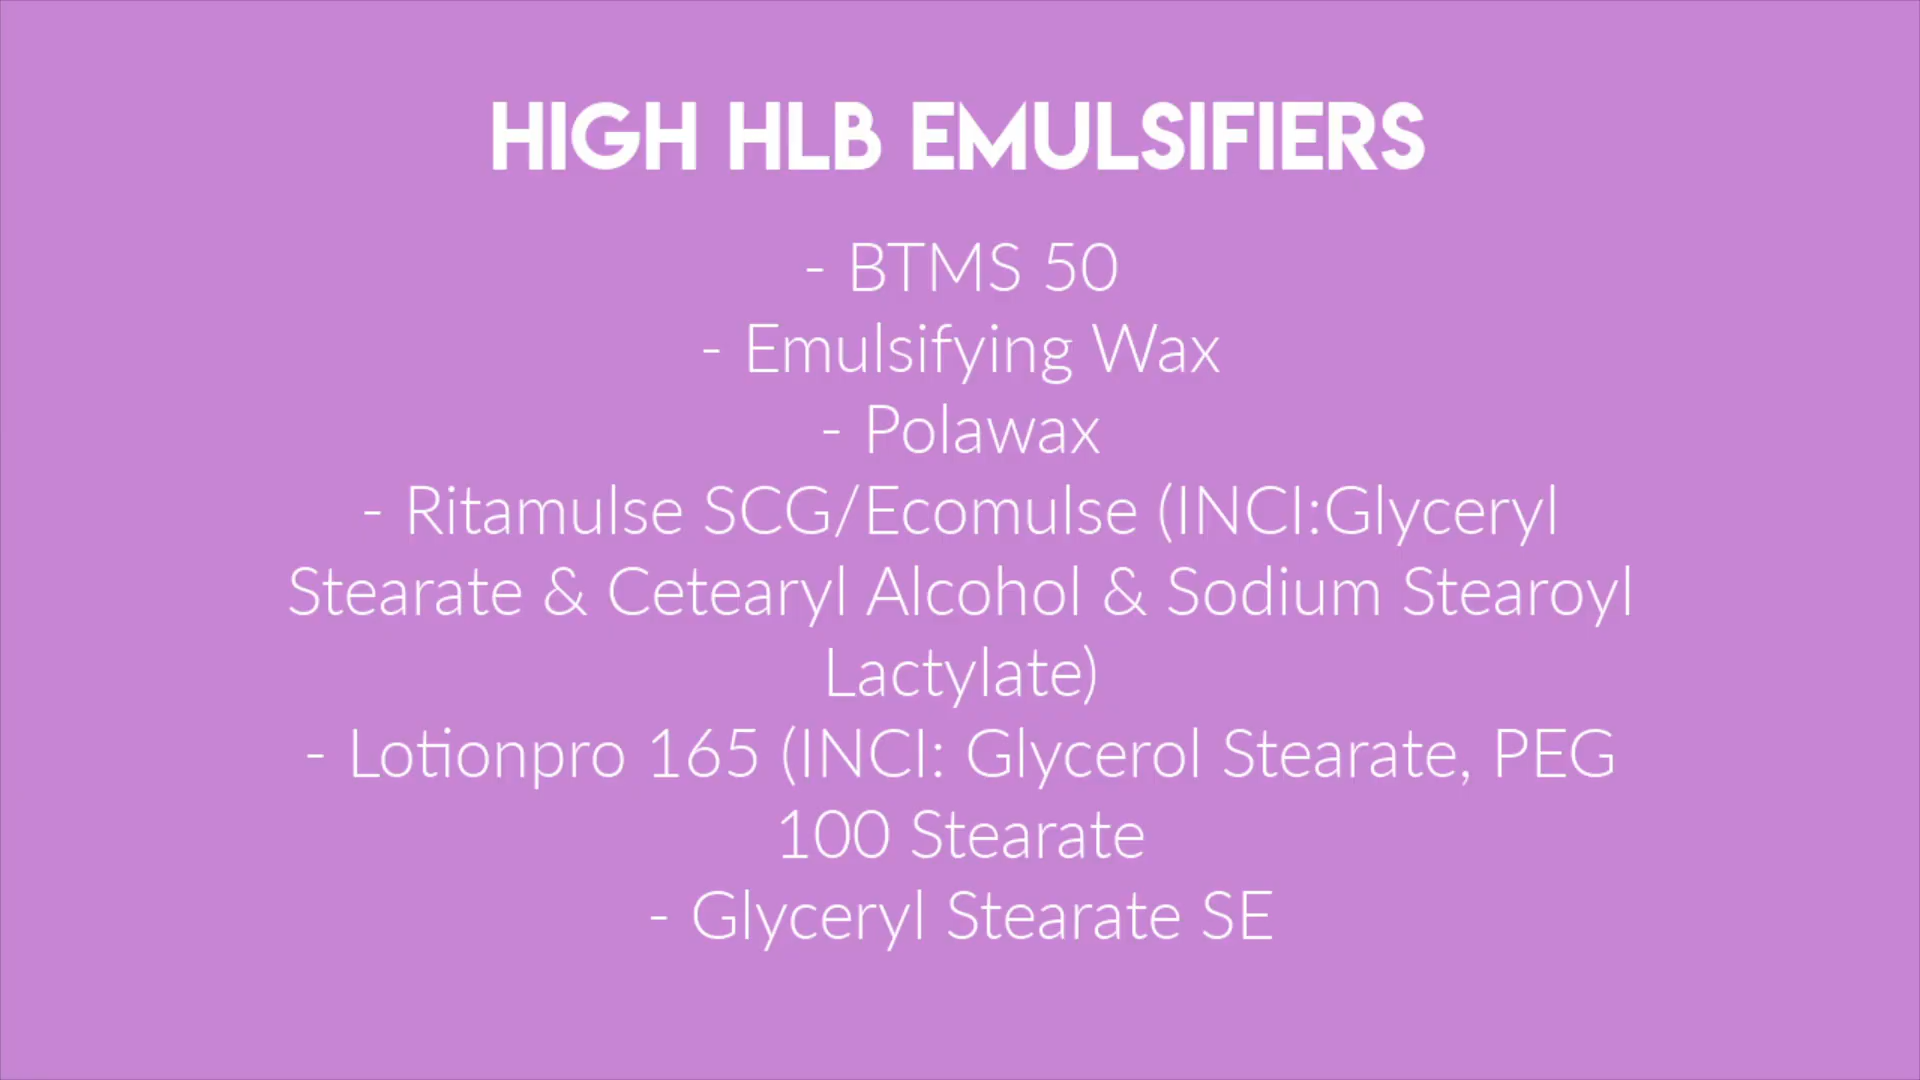 HIGH HLB EMULSIFIERS
- BTMS 50
- Emulsifying Wax
- Polawax
- Ritamulse SCG/Ecomulse (INCI:Glyceryl
Stearate & Cetearyl Alcohol & Sodium Stearoyl
Lactylate)
- Lotionpro 165 (INCI: Glycerol Stearate, PEG
100 Stearate
- Glyceryl Stearate SE